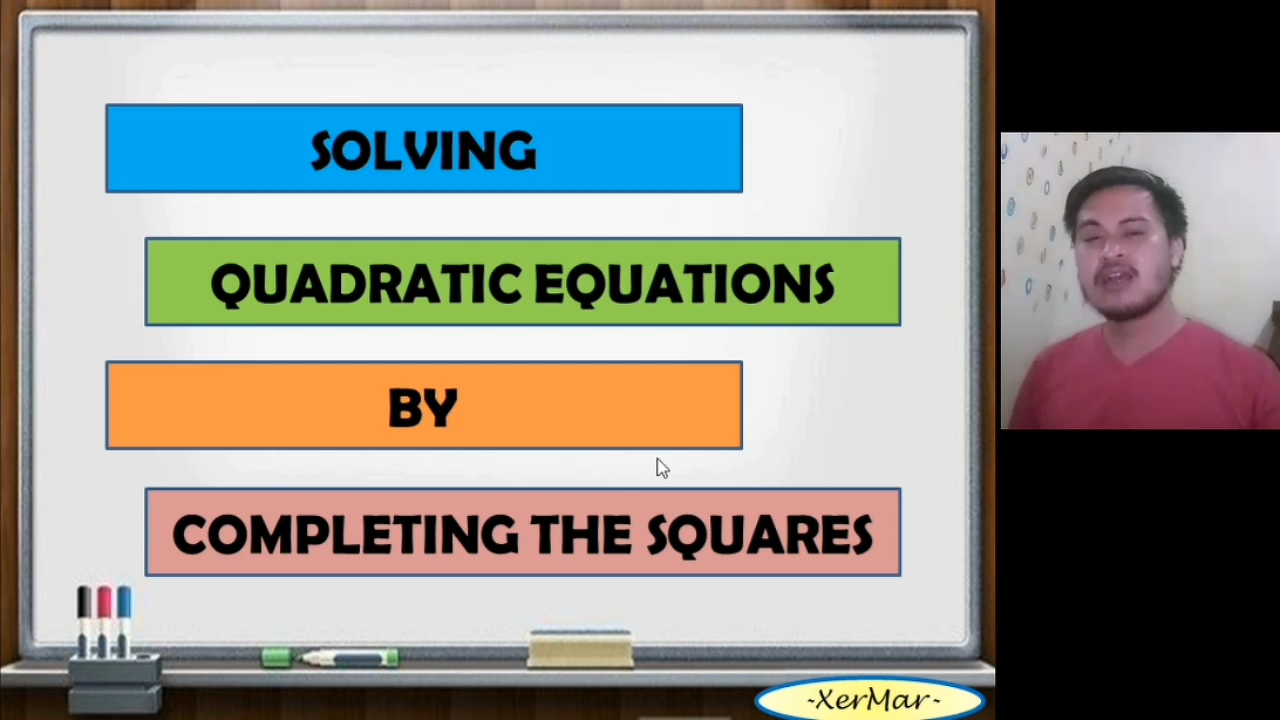 SOLVING
QUADRATIC EQUATIONS
BY
COMPLETING THE SQUARES
-XerMar-